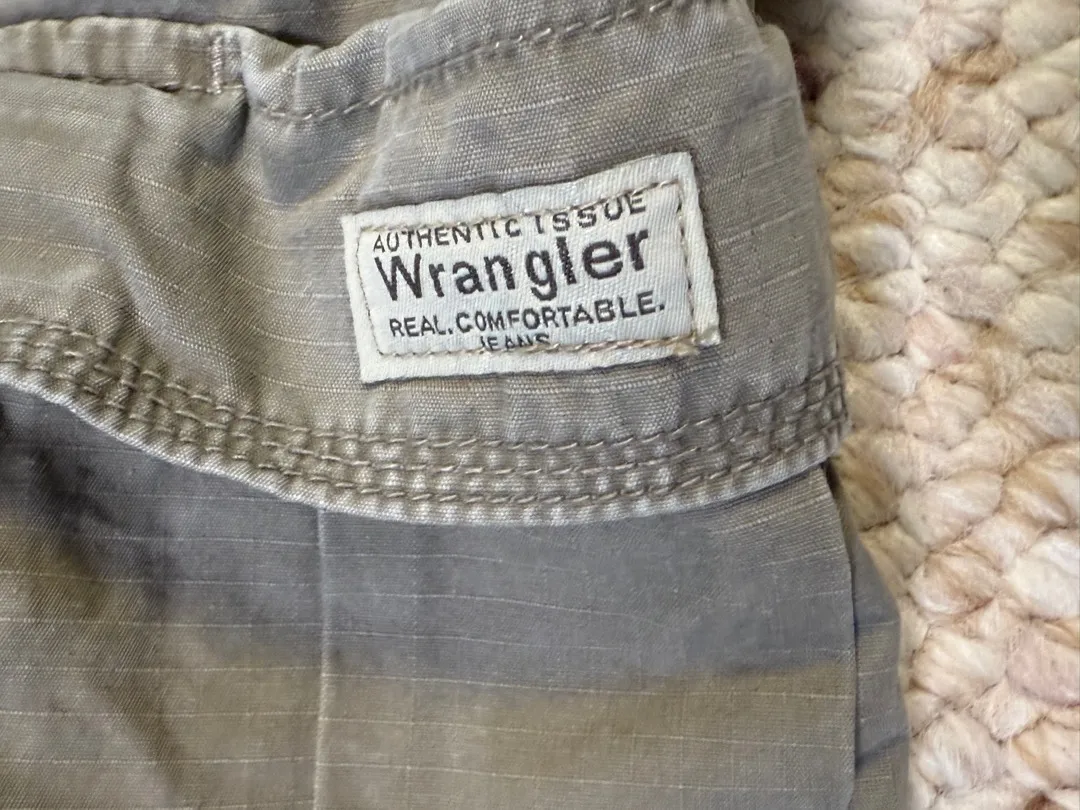 AUTHENTIC ISSUE
Wrangler
REAL.COMFORTABLE.
JEANS